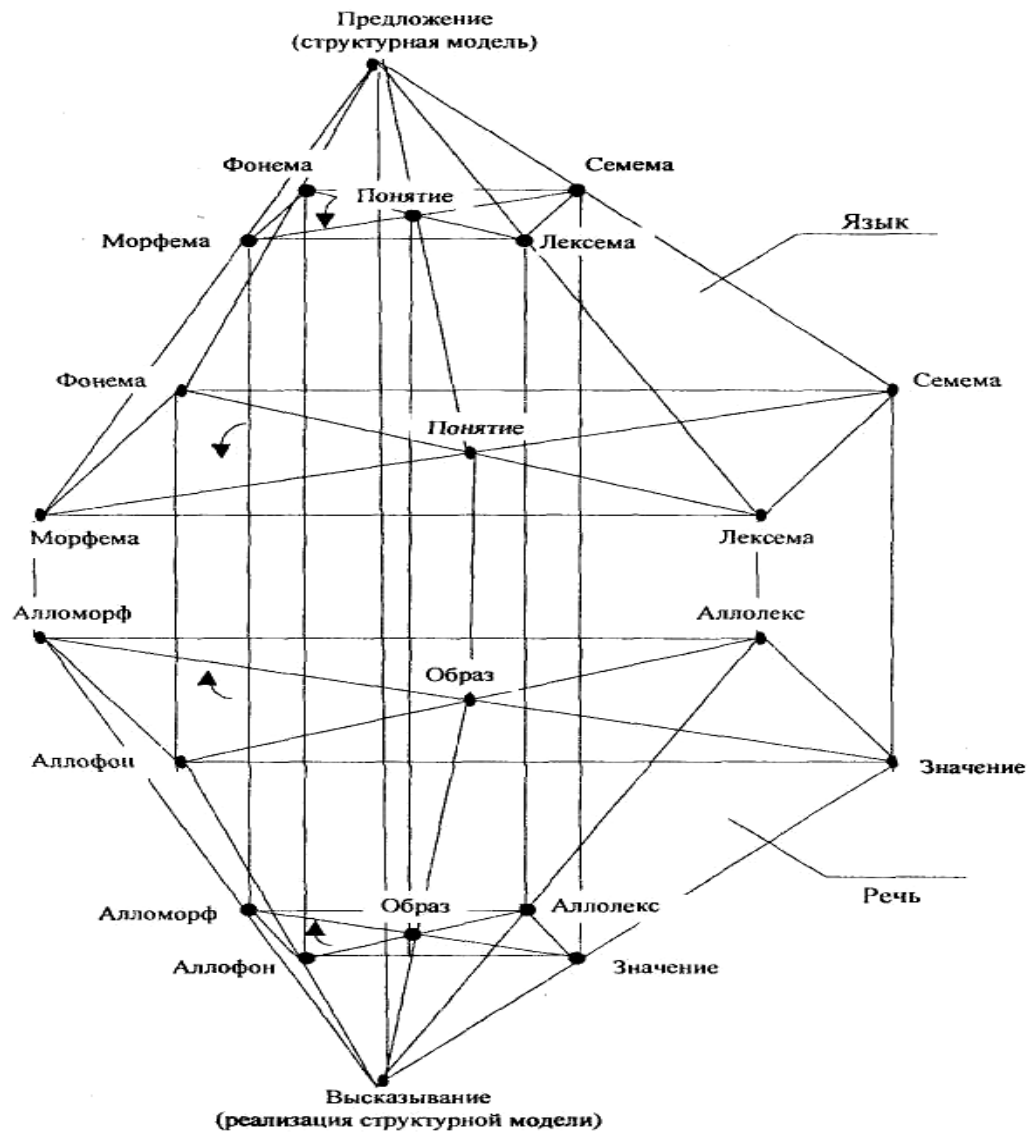 Предложение
(структурная модель)
Фонема
Семема
Понятие
Морфема
Лексема
Язык
Фонема
Семема
Понятие
Морфема
Лексема
Алломорф
Аллолекс
Образ
Аллофон
Значение
Речь
Алломорф
Образ
Аллолекс
Аллофон
Значение
Высказывание
(реализация структурной модели)